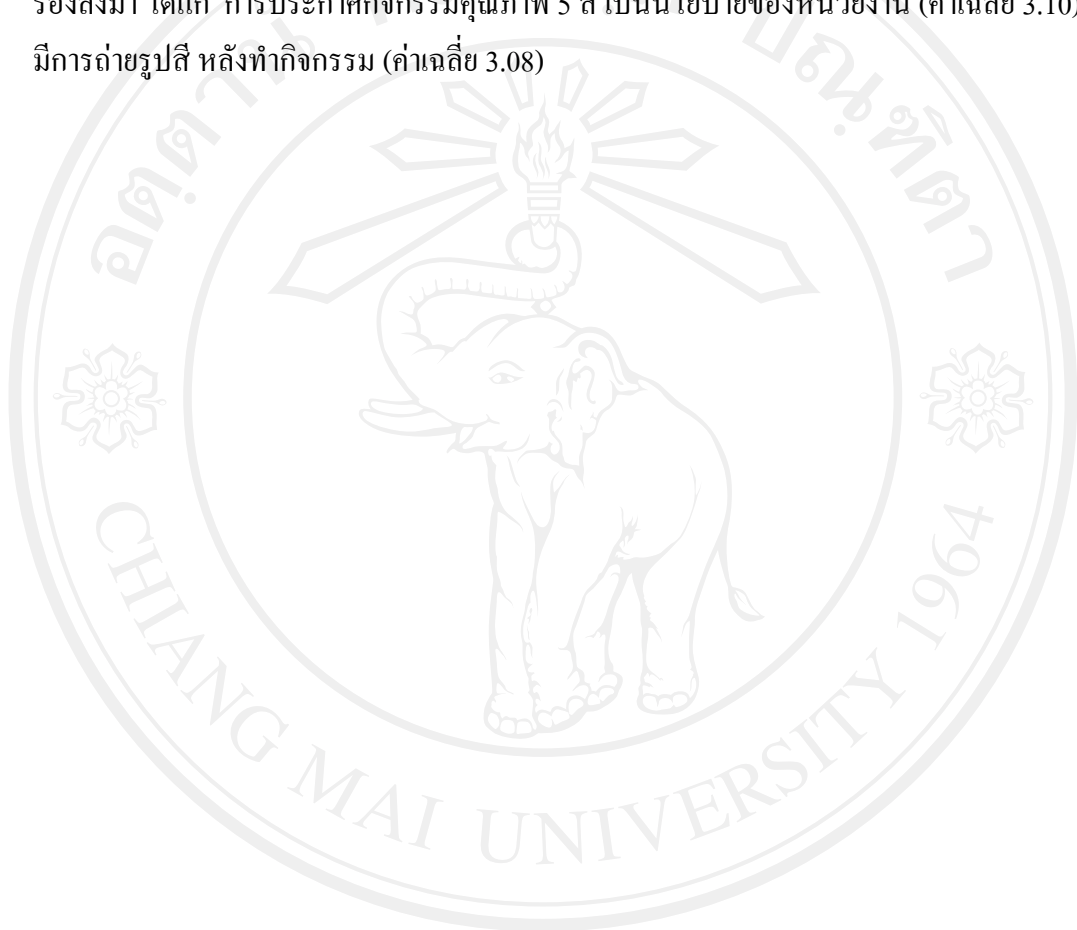 รองลงมา ได้แก่ การประกาศกิจกรรมคุณภาพ 5 ส เป็นนโยบายของหน่วยงาน (ค่าเฉลี่ย 3.10)
มีการถ่ายรูปสี หลังทำกิจกรรม (ค่าเฉลี่ย 3.08)
CHIANG MAI UNIVERSITY 1964